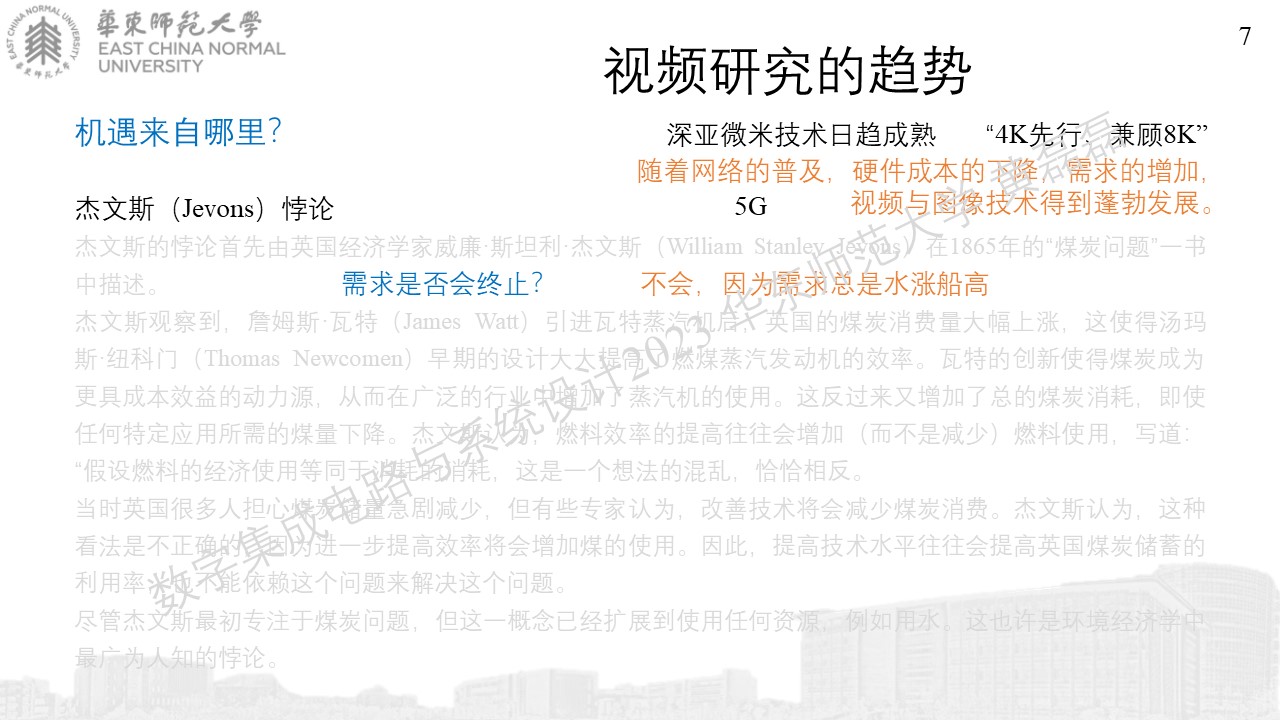 華東師范大學
EAST CHINA NORMAL
UNIVERSITY
7
视频研究的趋势
机遇来自哪里？
深亚微米技术日趋成熟 “4K先行、兼顾8K”
随着网络的普及，硬件成本的下降，需求的增加，
5G 视频与图像技术得到蓬勃发展。
杰文斯（Jevons）悖论
杰文斯的悖论首先由英国经济学家威廉·斯坦利·杰文斯（William Stanley Jevons）在1865年的“煤炭问题”一书
中描述。
需求是否会终止？ 不会，因为需求总是水涨船高
杰文斯观察到，詹姆斯·瓦特（James Watt）引进瓦特蒸汽机后，英国的煤炭消费量大幅上涨，这使得汤玛
斯·纽科门（Thomas Newcomen）早期的设计大大提高了燃煤蒸汽发动机的效率。瓦特的创新使得煤炭成为
更具成本效益的动力源，从而在广泛的行业中增加了蒸汽机的使用。这反过来又增加了总的煤炭消耗，即使
任何特定应用所需的煤量下降。杰文斯认为，燃料效率的提高往往会增加（而不是减少）燃料使用，写道：
“假设燃料的经济使用等同于消耗的消耗，这是一个想法的混乱，恰恰相反。
当时英国很多人担心煤炭储量急剧减少，但有些专家认为，改善技术将会减少煤炭消费。杰文斯认为，这种
看法是不正确的，因为进一步提高效率将会增加煤的使用。因此，提高技术水平往往会提高英国煤炭储蓄的
利用率，也不能依赖这个问题来解决这个问题。
尽管杰文斯最初专注于煤炭问题，但这一概念已经扩展到使用任何资源，例如用水。这也许是环境经济学中
最广为人知的悖论。
数字集成电路与系统设计2023 华东师范大学 黄磊磊